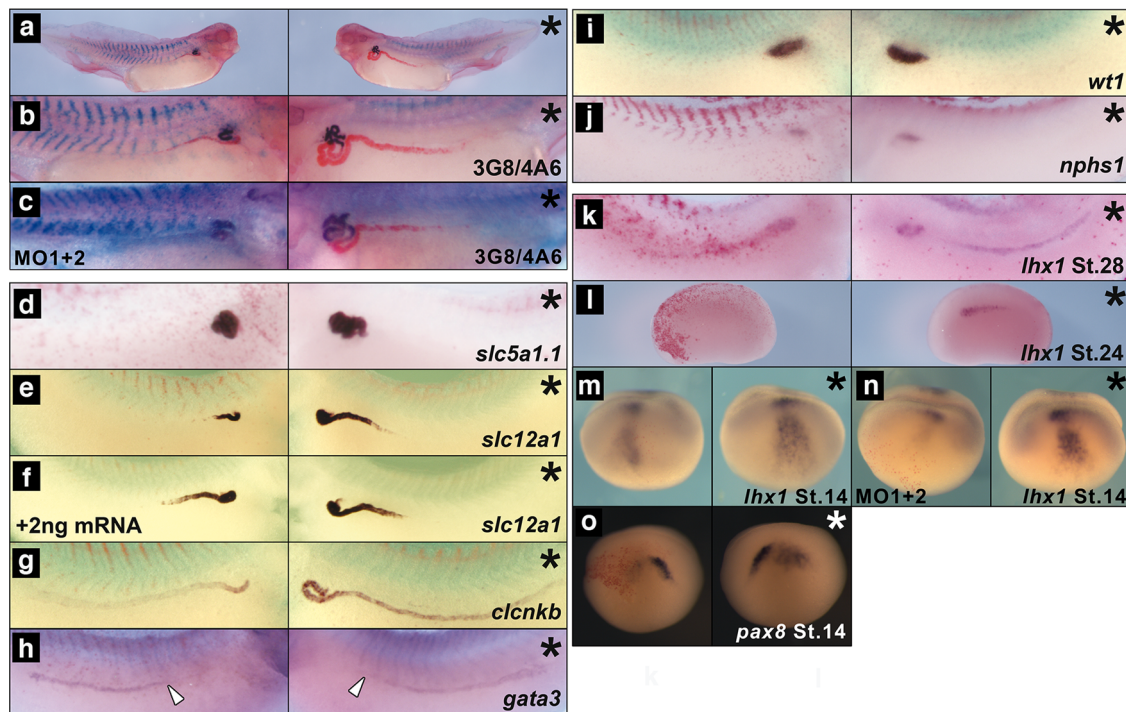 a
*
b
*
3G8/4A6
c
*
MO1+2
3G8/4A6
d
*
slc5a1.1
e
*
slc12a1
f
*
+2ng mRNA
slc12a1
g
*
clcnkb
h
*
gata3
i
*
wt1
j
*
nphs1
k
*
lhx1 St.28
l
*
lhx1 St.24
m
*
lhx1 St.14
n
*
MO1+2
lhx1 St.14
o
*
pax8 St.14
k
l